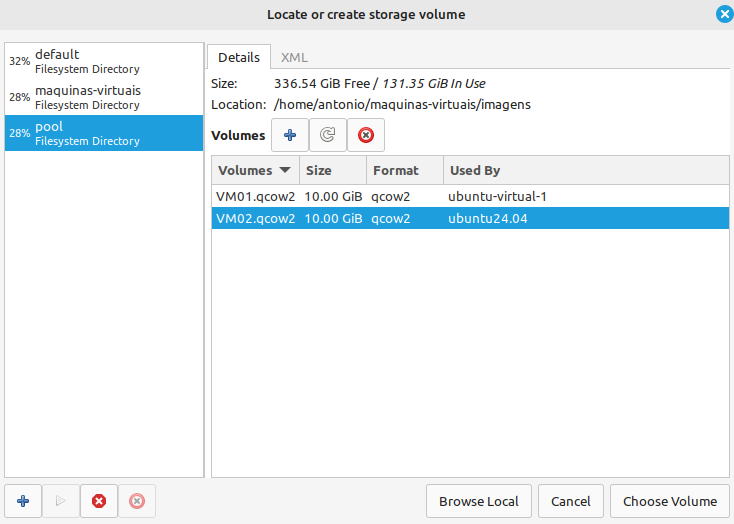 Locate or create storage volume
32% default
Filesystem Directory
28% maquinas-virtuais
Filesystem Directory
28% pool
Filesystem Directory
Details XML
Size: 336.54 GiB Free / 131.35 GiB In Use
Location: /home/antonio/maquinas-virtuais/imagens
Volumes
Volumes Size Format Used By
VM01.qcow2 10.00 GiB qcow2 ubuntu-virtual-1
VM02.qcow2 10.00 GiB qcow2 ubuntu24.04
Browse Local Cancel Choose Volume